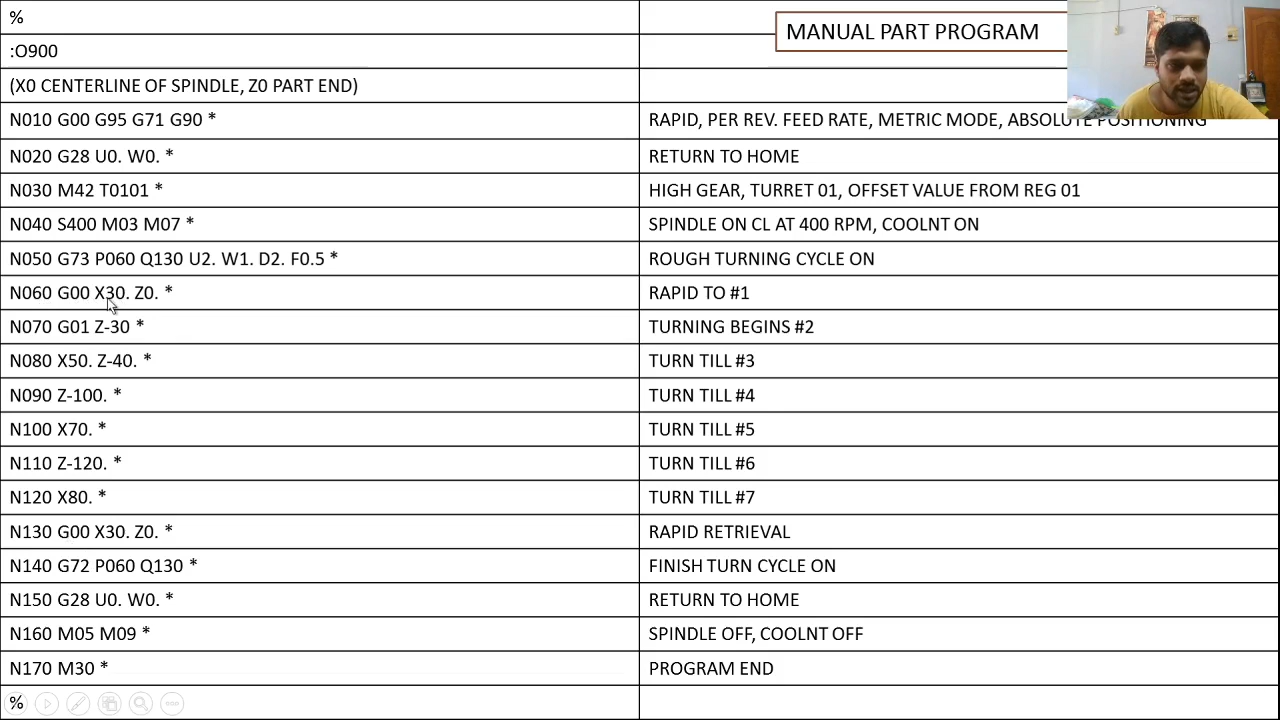 %
MANUAL PART PROGRAM
:O900
(X0 CENTERLINE OF SPINDLE, Z0 PART END)
N010 G00 G95 G71 G90 * RAPID, PER REV. FEED RATE, METRIC MODE, ABSOLUTE POSITIONING
N020 G28 U0. W0. * RETURN TO HOME
N030 M42 T0101 * HIGH GEAR, TURRET 01, OFFSET VALUE FROM REG 01
N040 S400 M03 M07 * SPINDLE ON CL AT 400 RPM, COOLNT ON
N050 G73 P060 Q130 U2. W1. D2. F0.5 * ROUGH TURNING CYCLE ON
N060 G00 X30. Z0. * RAPID TO #1
N070 G01 Z-30 * TURNING BEGINS #2
N080 X50. Z-40. * TURN TILL #3
N090 Z-100. * TURN TILL #4
N100 X70. * TURN TILL #5
N110 Z-120. * TURN TILL #6
N120 X80. * TURN TILL #7
N130 G00 X30. Z0. * RAPID RETRIEVAL
N140 G72 P060 Q130 * FINISH TURN CYCLE ON
N150 G28 U0. W0. * RETURN TO HOME
N160 M05 M09 * SPINDLE OFF, COOLNT OFF
N170 M30 * PROGRAM END
%